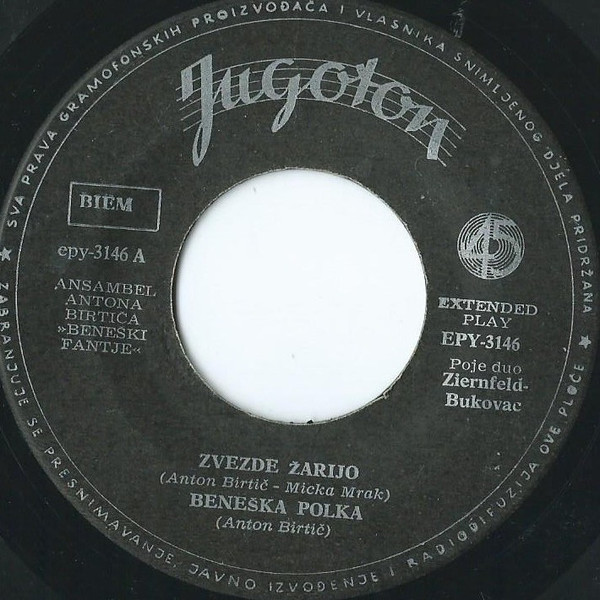 SVA PRAVA GRAMOFONSKIH PROIZVOĐAČA I VLASNIKA SNIMLJENOG DJELA PRIDRŽANA ★ ZABRANJUJE SE PRESNIMAVANJE, JAVNO IZVOĐENJE I RADIODIFUZIJA OVE PLOČE ★
Jugoton
BIEM
epy-3146 A
ANSAMBEL
ANTONA
BIRTIČA
»BENEŠKI
FANTJE«
45
EXTENDED
PLAY
EPY-3146
Poje duo
Ziernfeld-
Bukovac
ZVEZDE ŽARIJO
(Anton Birtič - Micka Mrak)
BENEŠKA POLKA
(Anton Birtič)